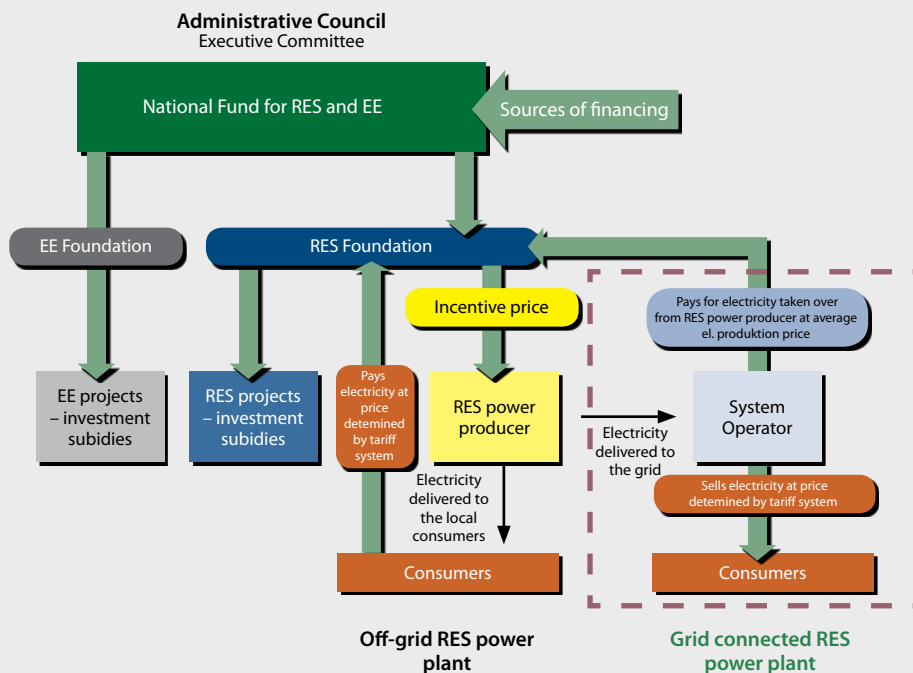 Administrative Council
Executive Committee
National Fund for RES and EE
Sources of financing
EE Foundation
RES Foundation
Incentive price
Pays for electricity taken over
from RES power producer at average
el. produktion price
EE projects
– investment
subidies
RES projects
– investment
subidies
Pays
electricity at
price
detemined
by tariff
system
RES power
producer
Electricity
delivered to
the grid
System
Operator
Electricity
delivered to
the local
consumers
Sells electricity at price
detemined by tariff system
Consumers
Consumers
Off-grid RES power
plant
Grid connected RES
power plant